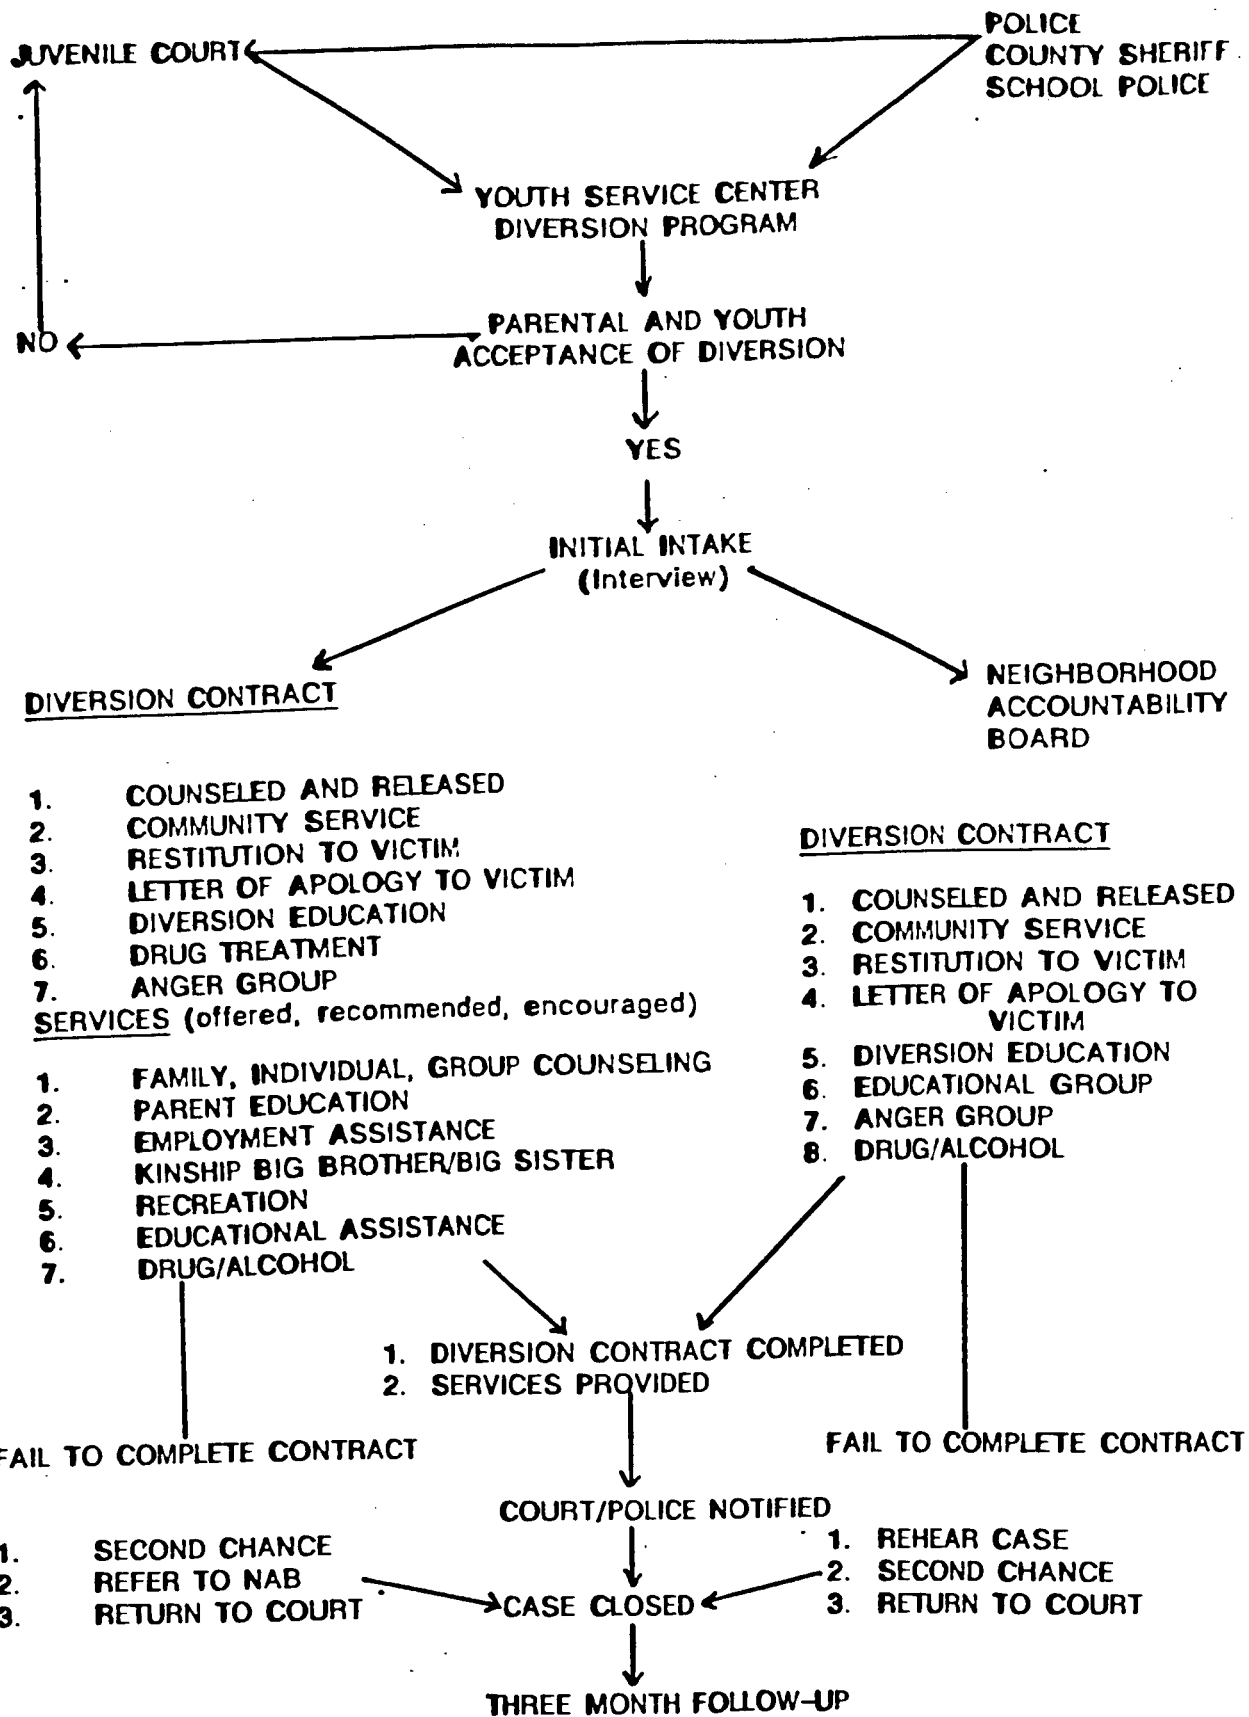 JUVENILE COURT
POLICE
COUNTY SHERIFF
SCHOOL POLICE
YOUTH SERVICE CENTER
DIVERSION PROGRAM
NO
PARENTAL AND YOUTH
ACCEPTANCE OF DIVERSION
YES
INITIAL INTAKE
(Interview)
DIVERSION CONTRACT
1. COUNSELED AND RELEASED
2. COMMUNITY SERVICE
3. RESTITUTION TO VICTIM
4. LETTER OF APOLOGY TO VICTIM
5. DIVERSION EDUCATION
6. DRUG TREATMENT
7. ANGER GROUP
SERVICES (offered, recommended, encouraged)
1. FAMILY, INDIVIDUAL, GROUP COUNSELING
2. PARENT EDUCATION
3. EMPLOYMENT ASSISTANCE
4. KINSHIP BIG BROTHER/BIG SISTER
5. RECREATION
6. EDUCATIONAL ASSISTANCE
7. DRUG/ALCOHOL
NEIGHBORHOOD
ACCOUNTABILITY
BOARD
DIVERSION CONTRACT
1. COUNSELED AND RELEASED
2. COMMUNITY SERVICE
3. RESTITUTION TO VICTIM
4. LETTER OF APOLOGY TO
VICTIM
5. DIVERSION EDUCATION
6. EDUCATIONAL GROUP
7. ANGER GROUP
8. DRUG/ALCOHOL
1. DIVERSION CONTRACT COMPLETED
2. SERVICES PROVIDED
FAIL TO COMPLETE CONTRACT
1. SECOND CHANCE
2. REFER TO NAB
3. RETURN TO COURT
COURT/POLICE NOTIFIED
CASE CLOSED
THREE MONTH FOLLOW-UP
FAIL TO COMPLETE CONTRACT
1. REHEAR CASE
2. SECOND CHANCE
3. RETURN TO COURT